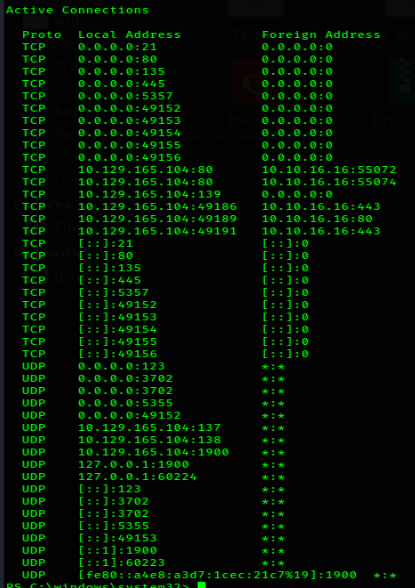 Active Connections
Proto Local Address Foreign Address
TCP 0.0.0.0:21 0.0.0.0:0
TCP 0.0.0.0:80 0.0.0.0:0
TCP 0.0.0.0:135 0.0.0.0:0
TCP 0.0.0.0:445 0.0.0.0:0
TCP 0.0.0.0:5357 0.0.0.0:0
TCP 0.0.0.0:49152 0.0.0.0:0
TCP 0.0.0.0:49153 0.0.0.0:0
TCP 0.0.0.0:49154 0.0.0.0:0
TCP 0.0.0.0:49155 0.0.0.0:0
TCP 0.0.0.0:49156 0.0.0.0:0
TCP 10.129.165.104:80 10.10.16.16:55072
TCP 10.129.165.104:80 10.10.16.16:55074
TCP 10.129.165.104:139 0.0.0.0:0
TCP 10.129.165.104:49186 10.10.16.16:443
TCP 10.129.165.104:49189 10.10.16.16:80
TCP 10.129.165.104:49191 10.10.16.16:443
TCP [::]:21 [::]:0
TCP [::]:80 [::]:0
TCP [::]:135 [::]:0
TCP [::]:445 [::]:0
TCP [::]:5357 [::]:0
TCP [::]:49152 [::]:0
TCP [::]:49153 [::]:0
TCP [::]:49154 [::]:0
TCP [::]:49155 [::]:0
TCP [::]:49156 [::]:0
UDP 0.0.0.0:123 *:*
UDP 0.0.0.0:3702 *:*
UDP 0.0.0.0:3702 *:*
UDP 0.0.0.0:5355 *:*
UDP 0.0.0.0:49152 *:*
UDP 10.129.165.104:137 *:*
UDP 10.129.165.104:138 *:*
UDP 10.129.165.104:1900 *:*
UDP 127.0.0.1:1900 *:*
UDP 127.0.0.1:60224 *:*
UDP [::]:123 *:*
UDP [::]:3702 *:*
UDP [::]:3702 *:*
UDP [::]:5355 *:*
UDP [::]:49153 *:*
UDP [::1]:1900 *:*
UDP [::1]:60223 *:*
UDP [fe80::a4e8:a3d7:1cec:21c7%19]:1900 *:*
PS C:\windows\system32>